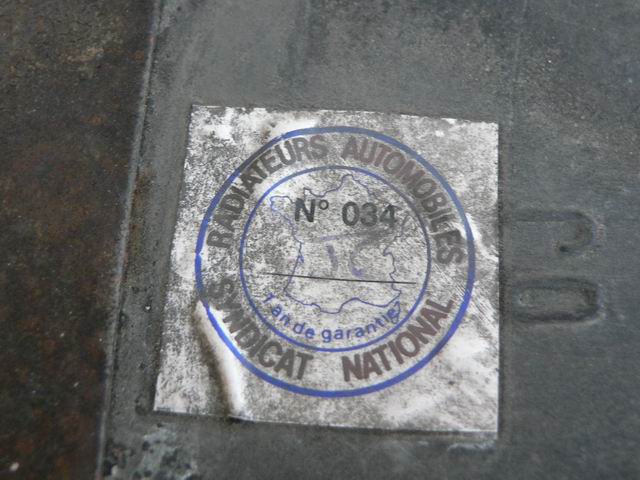 RADIATEURS AUTOMOBILES
N° 034
1 an de garantie
SYNDICAT NATIONAL